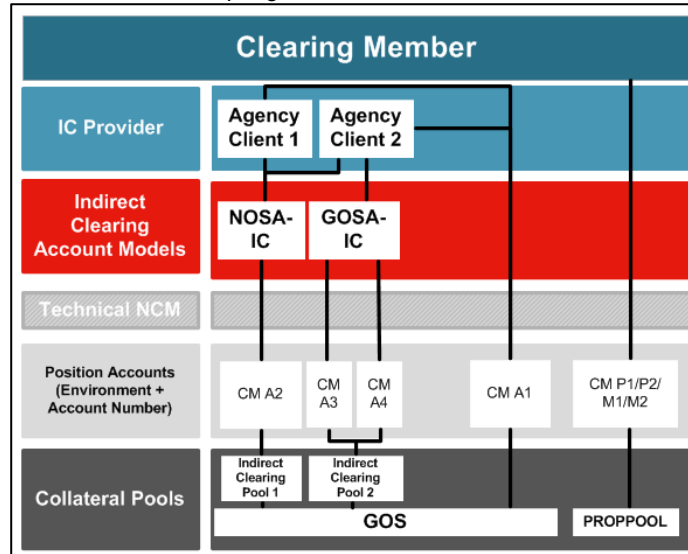 Clearing Member
IC Provider
Agency
Client 1
Agency
Client 2
Indirect
Clearing
Account Models
NOSA-
IC
GOSA-
IC
Technical NCM
Position Accounts
(Environment +
Account Number)
CM A2
CM
A3
CM
A4
CM A1
CM P1/P2/
M1/M2
Collateral Pools
Indirect
Clearing
Pool 1
Indirect
Clearing
Pool 2
GOS
PROPPOOL